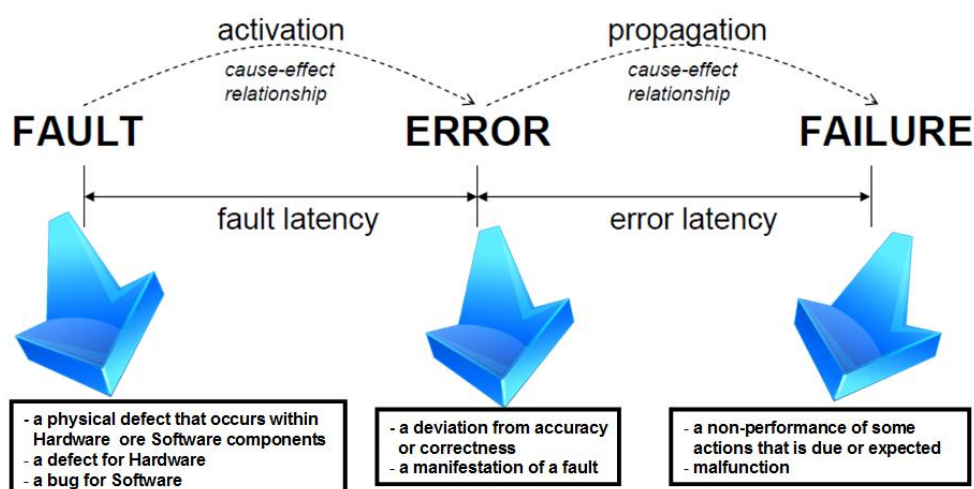 activation
propagation
cause-effect
relationship
cause-effect
relationship
FAULT
ERROR
FAILURE
fault latency
error latency
- a physical defect that occurs within
Hardware ore Software components
- a defect for Hardware
- a bug for Software
- a deviation from accuracy
or correctness
- a manifestation of a fault
- a non-performance of some
actions that is due or expected
- malfunction